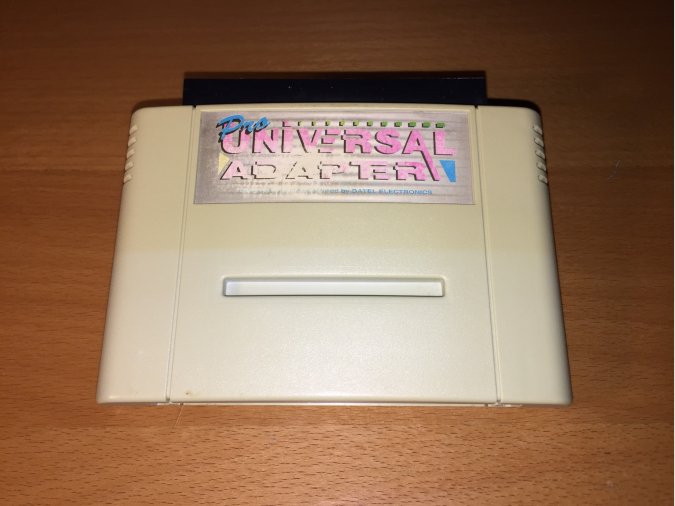 Pro
UNIVERSAL
ADAPTER
by DATEL ELECTRONICS